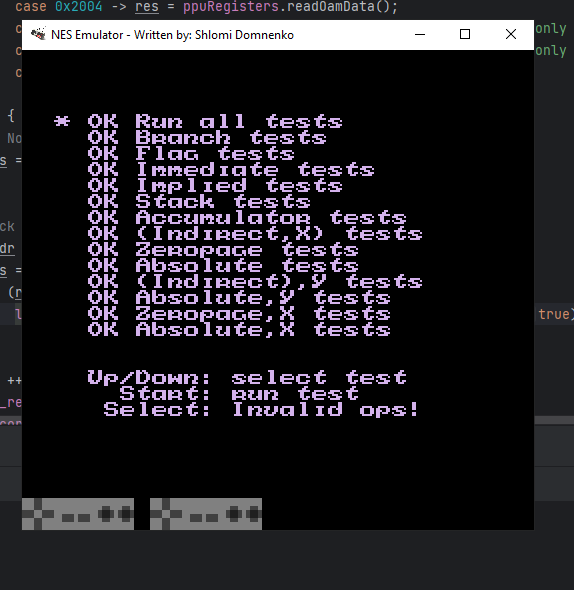 case 0x2004 -> res = ppuRegisters.readOamData();
NES Emulator - Written by: Shlomi Domnenko
only
only
{
* OK Run all tests
OK Branch tests
OK Flag tests
OK Immediate tests
OK Implied tests
OK Stack tests
OK Accumulator tests
OK (Indirect,X) tests
OK Zeropage tests
OK Absolute tests
OK (Indirect),Y tests
OK Absolute,Y tests
OK Zeropage,X tests
true)
OK Absolute,X tests
Up/Down: select test
++
Start: run test
Select: Invalid ops!